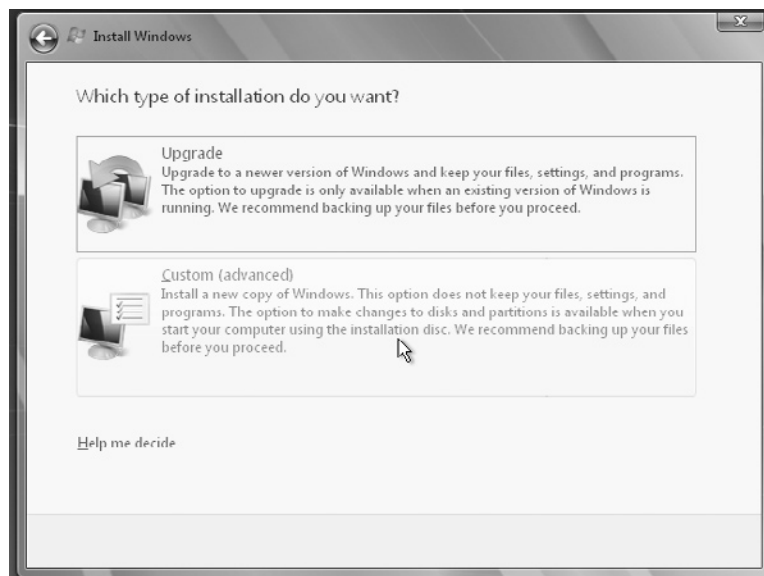 Install Windows
Which type of installation do you want?
Upgrade
Upgrade to a newer version of Windows and keep your files, settings, and programs.
The option to upgrade is only available when an existing version of Windows is
running. We recommend backing up your files before you proceed.
Custom (advanced)
Install a new copy of Windows. This option does not keep your files, settings, and
programs. The option to make changes to disks and partitions is available when you
start your computer using the installation disc. We recommend backing up your files
before you proceed.
Help me decide